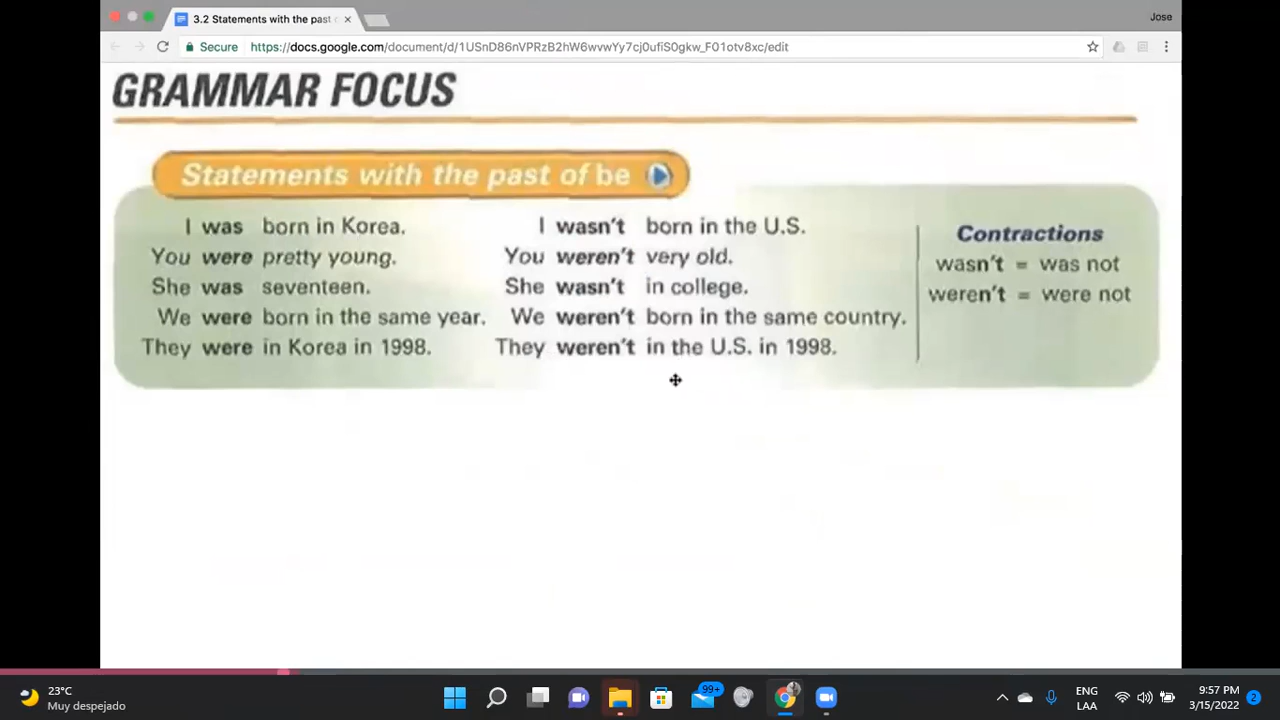 3.2 Statements with the past
Jose
Secure
https://docs.google.com/document/d/1USnD86nVPRzB2hW6wvwYy7cj0ufiS0gkw_F01otv8xc/edit
GRAMMAR FOCUS
Statements with the past of be
I was born in Korea.
You were pretty young.
She was seventeen.
We were born in the same year.
They were in Korea in 1998.
I wasn't born in the U.S.
You weren't very old.
She wasn't in college.
We weren't born in the same country.
They weren't in the U.S. in 1998.
Contractions
wasn't = was not
weren't = were not
23°C
Muy despejado
99+
ENG
LAA
9:57 PM
3/15/2022
2